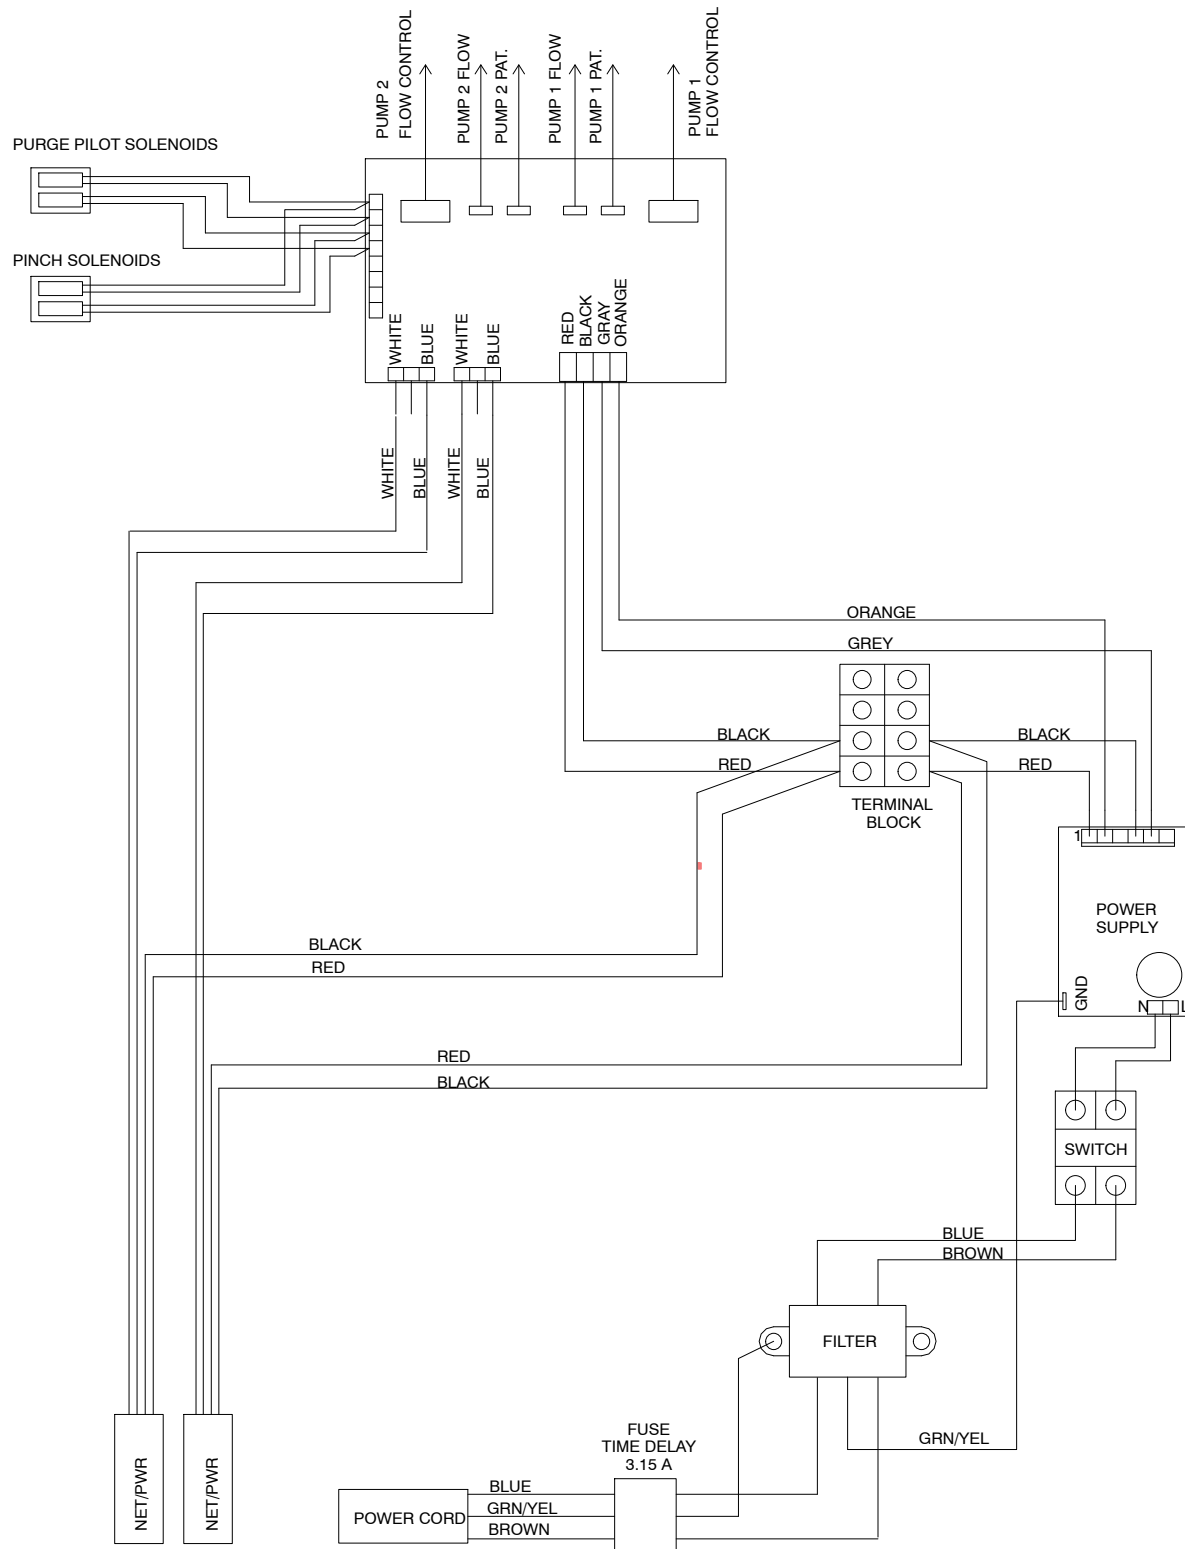 PUMP 2
FLOW CONTROL
PUMP 2 FLOW
PUMP 2 PAT.
PUMP 1 FLOW
PUMP 1 PAT.
PUMP 1
FLOW CONTROL
PURGE PILOT SOLENOIDS
PINCH SOLENOIDS
WHITE
BLUE
WHITE
BLUE
RED
BLACK
GRAY
ORANGE
WHITE
BLUE
WHITE
BLUE
ORANGE
GREY
BLACK
BLACK
RED
RED
TERMINAL
BLOCK
1
POWER
SUPPLY
GND
N
L
BLACK
RED
RED
BLACK
SWITCH
BLUE
BROWN
FILTER
GRN/YEL
FUSE
TIME DELAY
3.15 A
NET/PWR
NET/PWR
POWER CORD
BLUE
GRN/YEL
BROWN